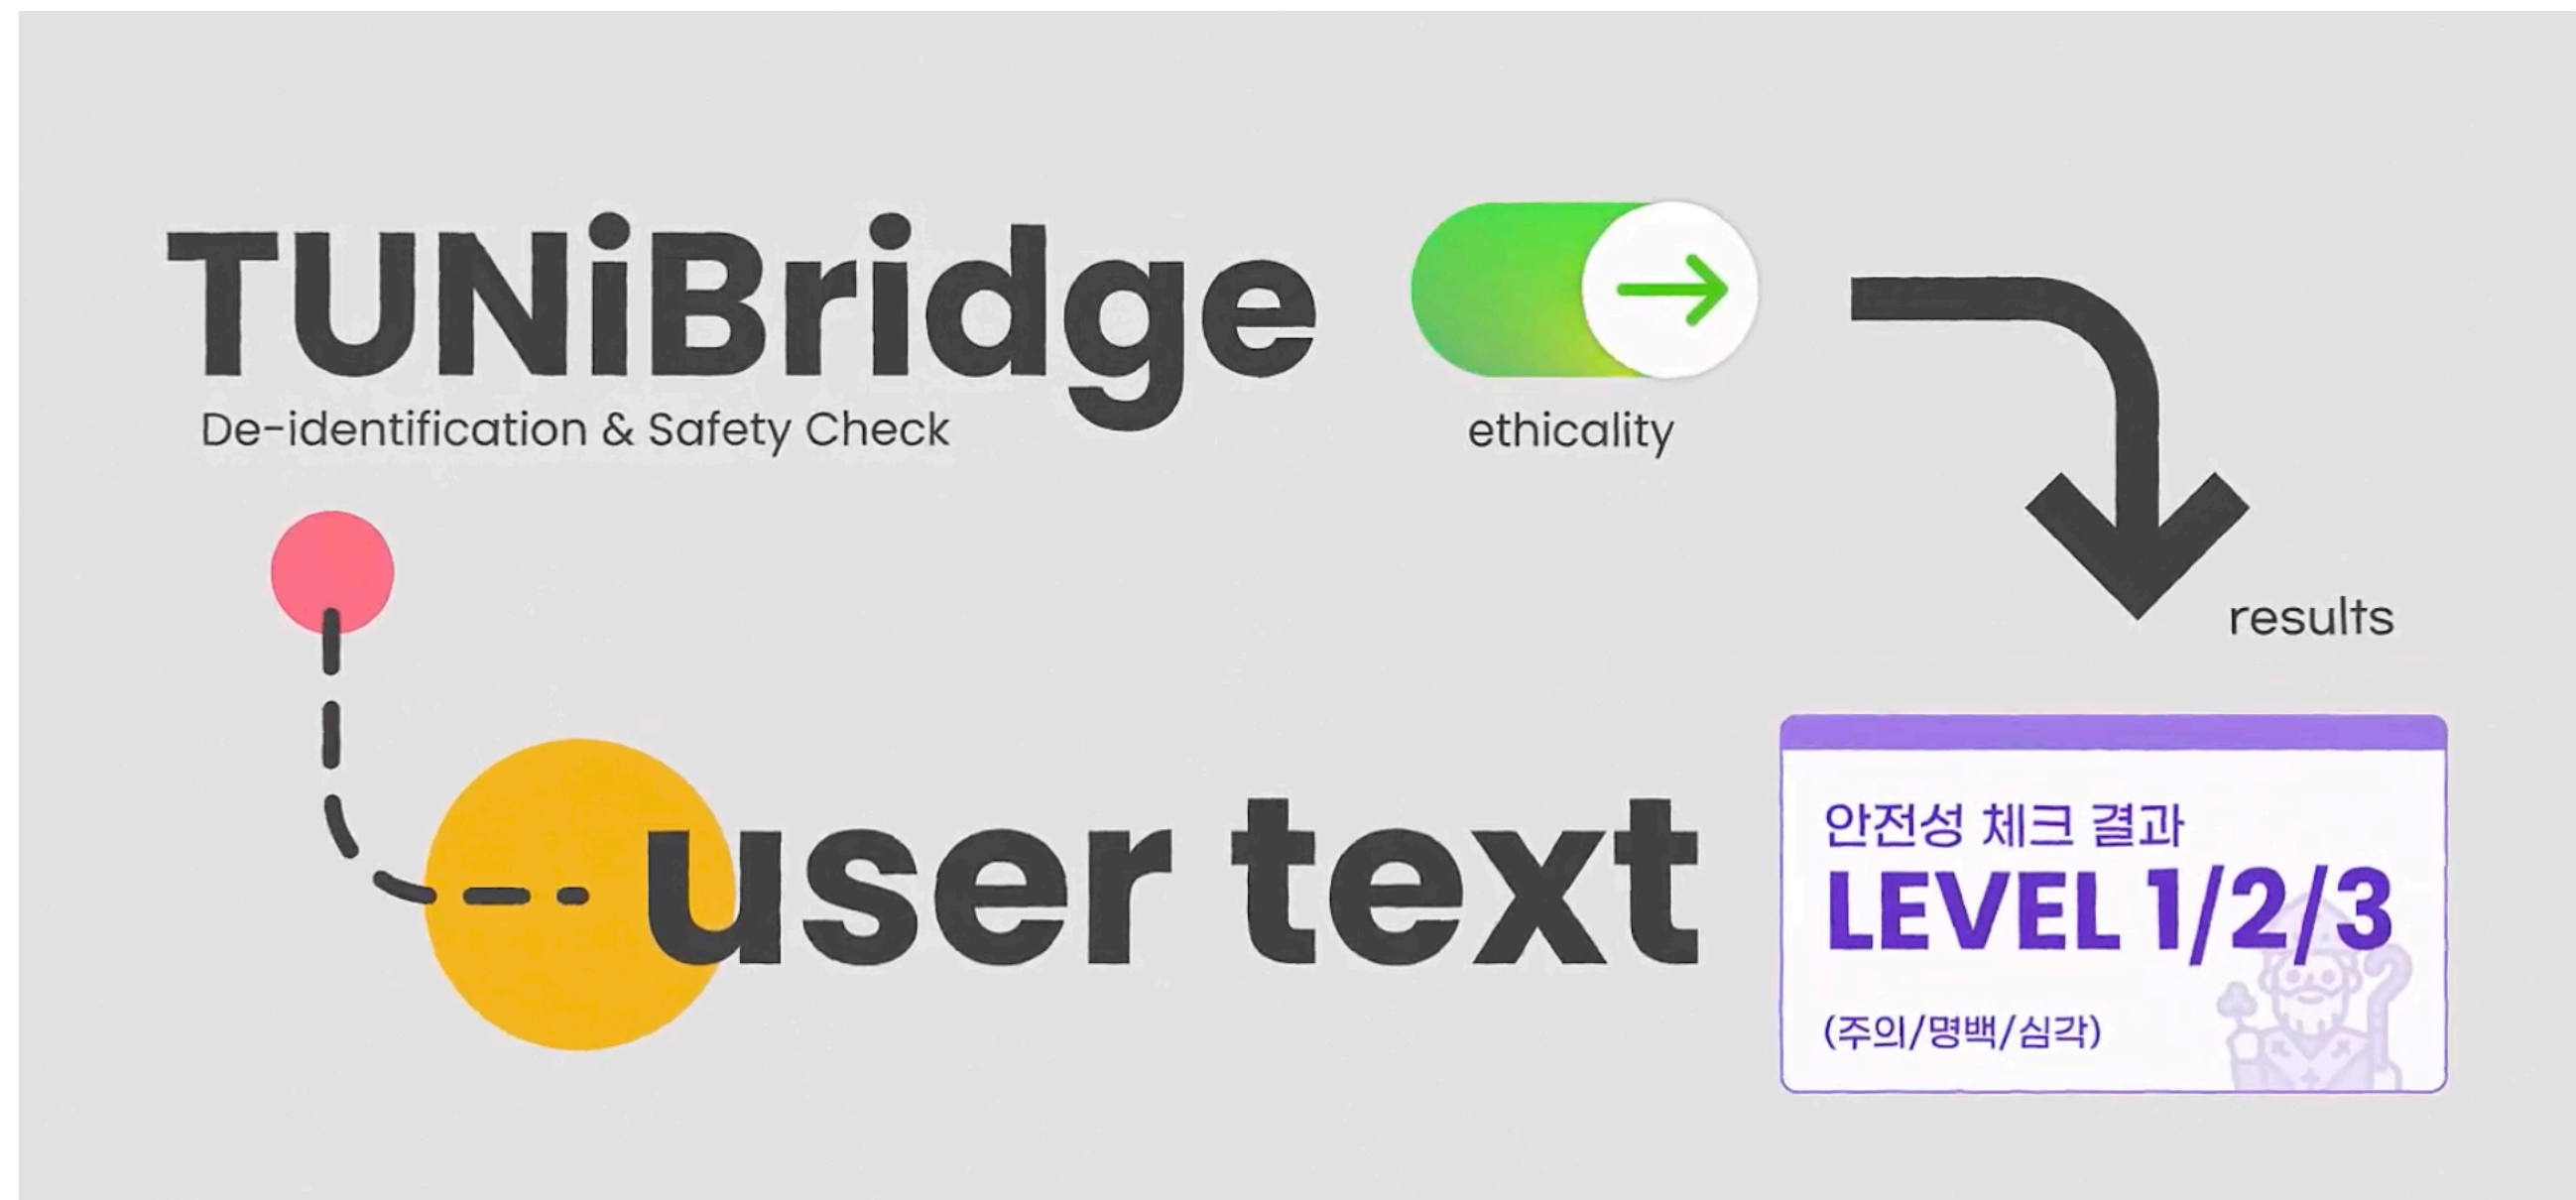 TUNiBridge
De-identification & Safety Check
ethicality
results
user text
안전성 체크 결과
LEVEL 1/2/3
(주의/명백/심각)